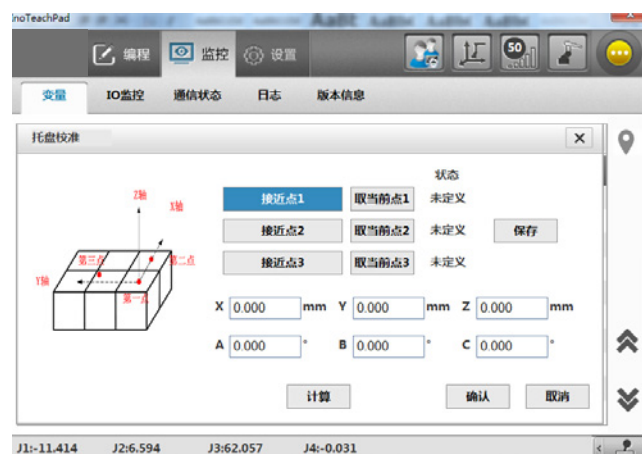 InoTeachPad
编程 监控 设置 50
变量 IO监控 通信状态 日志 版本信息
托盘校准
状态
接近点1 取当前点1 未定义
接近点2 取当前点2 未定义 保存
接近点3 取当前点3 未定义
Z轴
X轴
第三点 第二点
Y轴
第一点
X 0.000 mm Y 0.000 mm Z 0.000 mm
A 0.000 ° B 0.000 ° C 0.000 °
计算 确认 取消
J1:-11.414 J2:6.594 J3:62.057 J4:-0.031